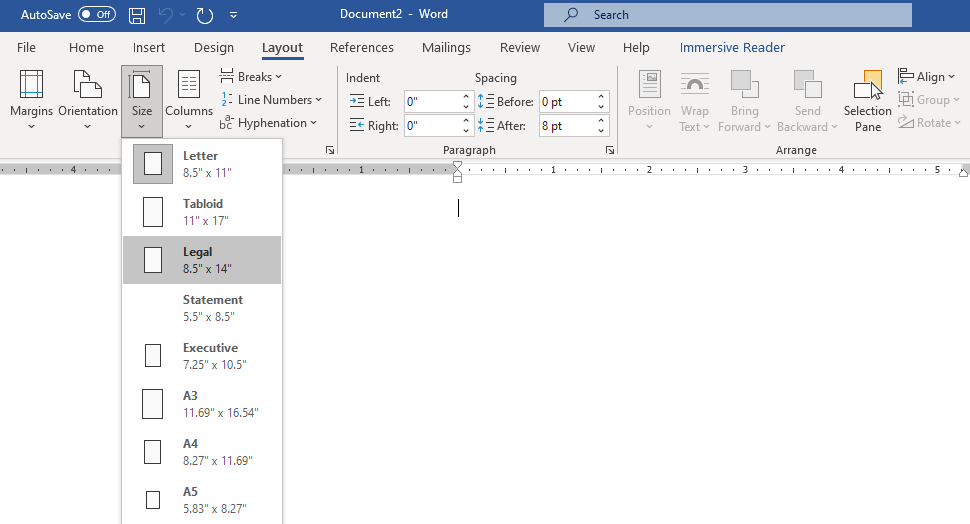 AutoSave Off Document2 - Word Search
File Home Insert Design Layout References Mailings Review View Help Immersive Reader
Margins Orientation Size Columns
Breaks
Line Numbers
Hyphenation
Indent Spacing
Left: 0" Before: 0 pt
Right: 0" After: 8 pt
Paragraph
Position
Wrap Text
Bring Forward
Send Backward
Selection Pane
Align
Group
Rotate
Arrange
4 1 1 2 3 4 5
Letter
8.5" x 11"
Tabloid
11" x 17"
Legal
8.5" x 14"
Statement
5.5" x 8.5"
Executive
7.25" x 10.5"
A3
11.69" x 16.54"
A4
8.27" x 11.69"
A5
5.83" x 8.27"